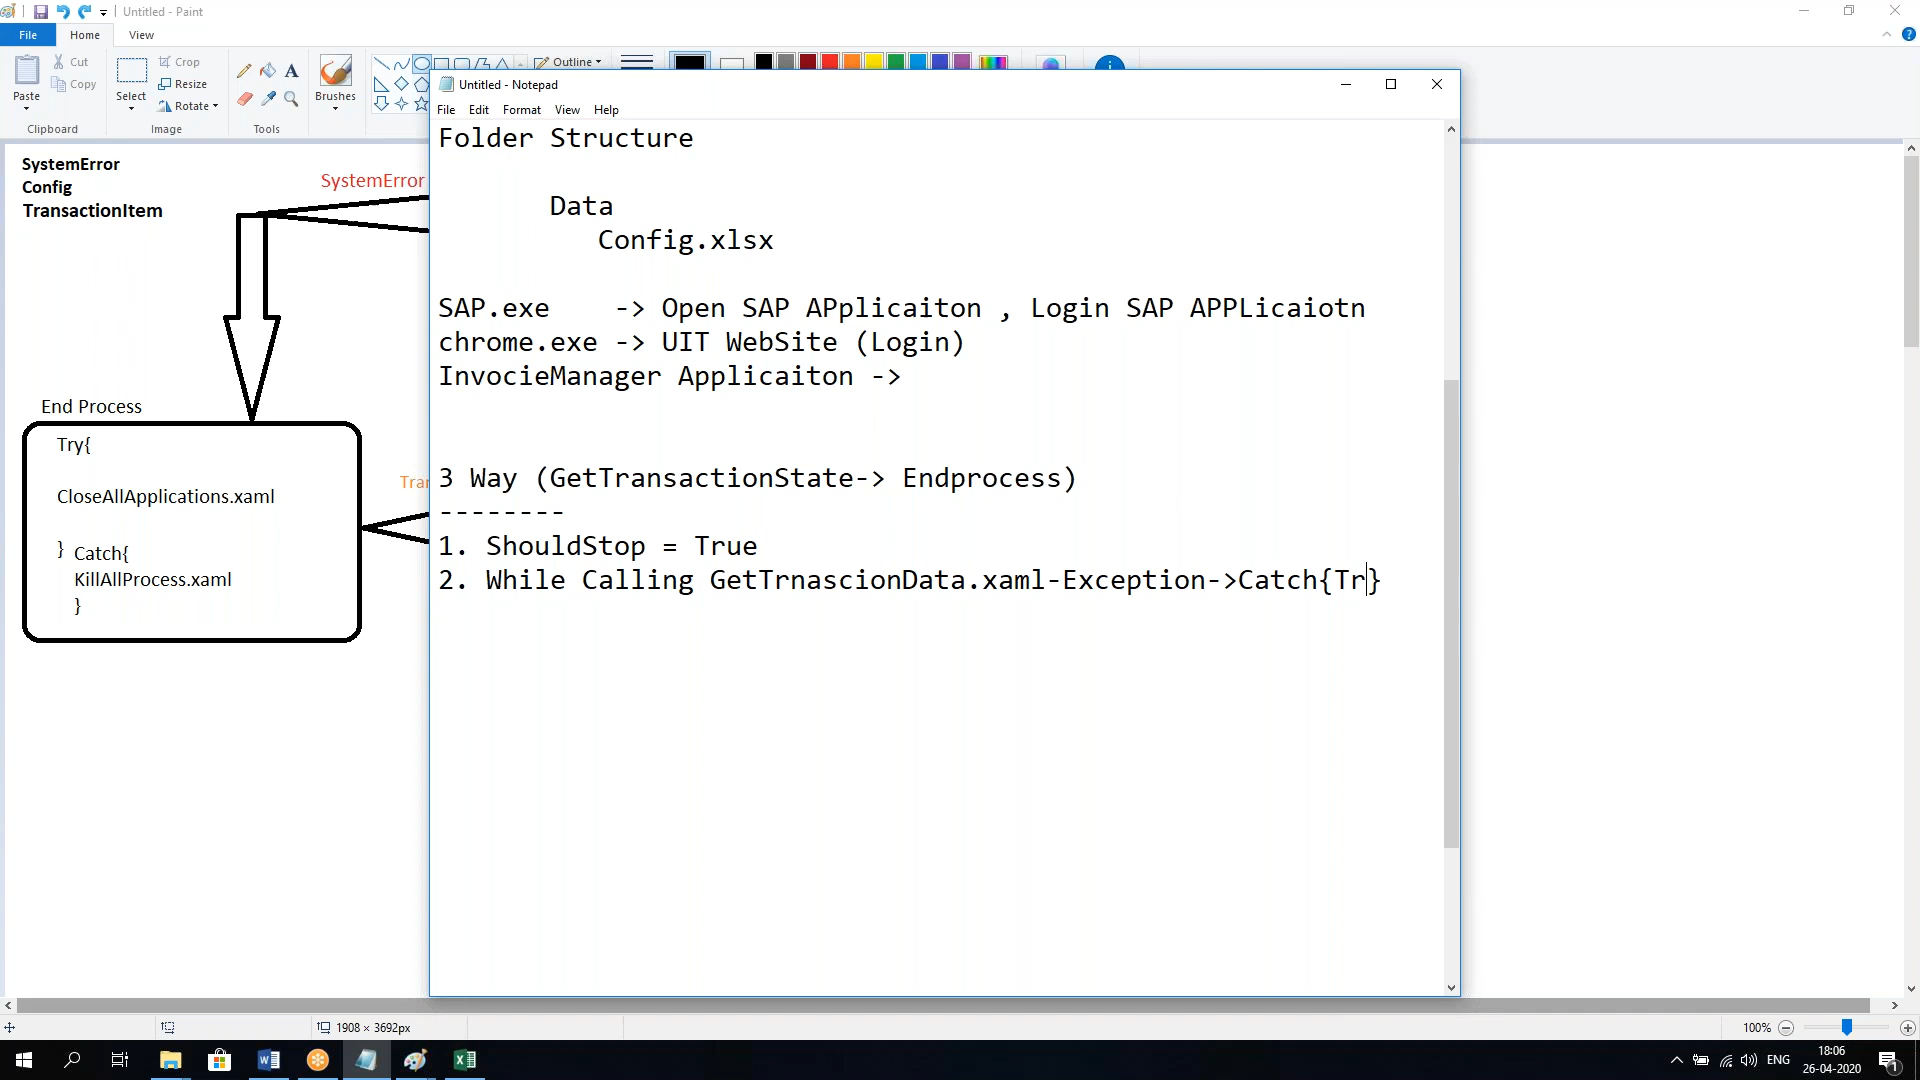 Untitled - Paint
File Home View
Paste
Cut
Copy
Clipboard
Select
Crop
Resize
Rotate
Image
A
Tools
Brushes
Outline
Untitled - Notepad
File Edit Format View Help
Folder Structure
Data
Config.xlsx
SAP.exe -> Open SAP APplicaiton , Login SAP APPLicaiotn
chrome.exe -> UIT WebSite (Login)
InvocieManager Applicaiton ->
3 Way (GetTransactionState-> Endprocess)
--------
1. ShouldStop = True
2. While Calling GetTrnascionData.xaml-Exception->Catch{Tr}
SystemError
Config
TransactionItem
SystemError
End Process
Try{
CloseAllApplications.xaml
} Catch{
KillAllProcess.xaml
}
Tran
1908 × 3692px
100%
ENG
18:06
26-04-2020
1